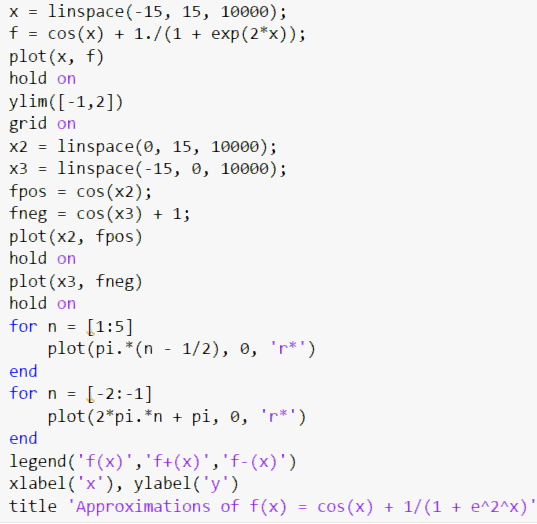 x = linspace(-15, 15, 10000);
f = cos(x) + 1./(1 + exp(2*x));
plot(x, f)
hold on
ylim([-1,2])
grid on
x2 = linspace(0, 15, 10000);
x3 = linspace(-15, 0, 10000);
fpos = cos(x2);
fneg = cos(x3) + 1;
plot(x2, fpos)
hold on
plot(x3, fneg)
hold on
for n = [1:5]
    plot(pi.*(n - 1/2), 0, 'r*')
end
for n = [-2:-1]
    plot(2*pi.*n + pi, 0, 'r*')
end
legend('f(x)','f+(x)','f-(x)')
xlabel('x'), ylabel('y')
title 'Approximations of f(x) = cos(x) + 1/(1 + e^2^x)'